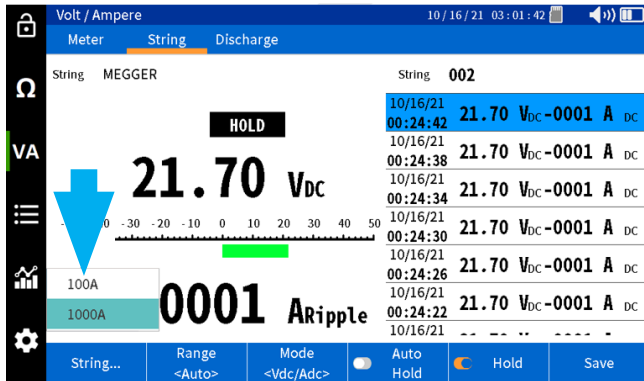 Volt / Ampere
10/16/21 03:01:42
Meter String Discharge
String MEGGER
String 002
HOLD
Ω
VA
21.70 VDC
-30 -20 -10 0 10 20 30 40 50
100A
1000A
0001 ARipple
10/16/21
00:24:42 21.70 VDC -0001 A DC
10/16/21
00:24:38 21.70 VDC -0001 A DC
10/16/21
00:24:34 21.70 VDC -0001 A DC
10/16/21
00:24:30 21.70 VDC -0001 A DC
10/16/21
00:24:26 21.70 VDC -0001 A DC
10/16/21
00:24:22 21.70 VDC -0001 A DC
10/16/21
String... Range Mode Auto Hold Save
<Auto> <Vdc/Adc> Hold